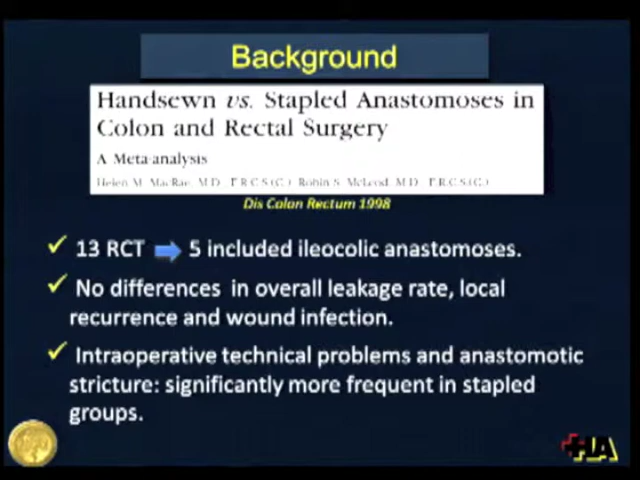 Background
Handsewn vs. Stapled Anastomoses in
Colon and Rectal Surgery
A Meta-analysis
Helen M. MacRae, M.D., F.R.C.S.(C.), Robin S. McLeod, M.D., F.R.C.S.(C.)
Dis Colon Rectum 1998
✓ 13 RCT ➡ 5 included ileocolic anastomoses.
✓ No differences in overall leakage rate, local
recurrence and wound infection.
✓ Intraoperative technical problems and anastomotic
stricture: significantly more frequent in stapled
groups.
HA